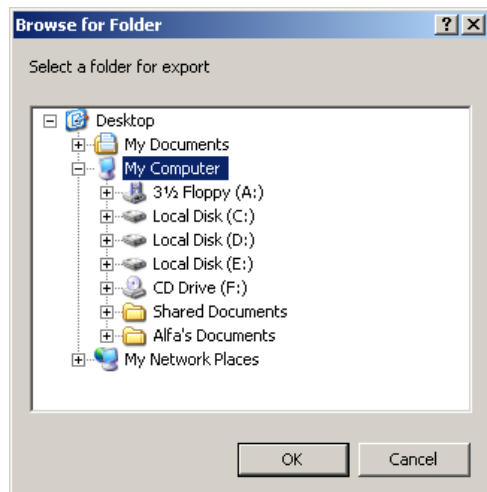 Browse for Folder
Select a folder for export
Desktop
My Documents
My Computer
3½ Floppy (A:)
Local Disk (C:)
Local Disk (D:)
Local Disk (E:)
CD Drive (F:)
Shared Documents
Alfa's Documents
My Network Places
OK Cancel